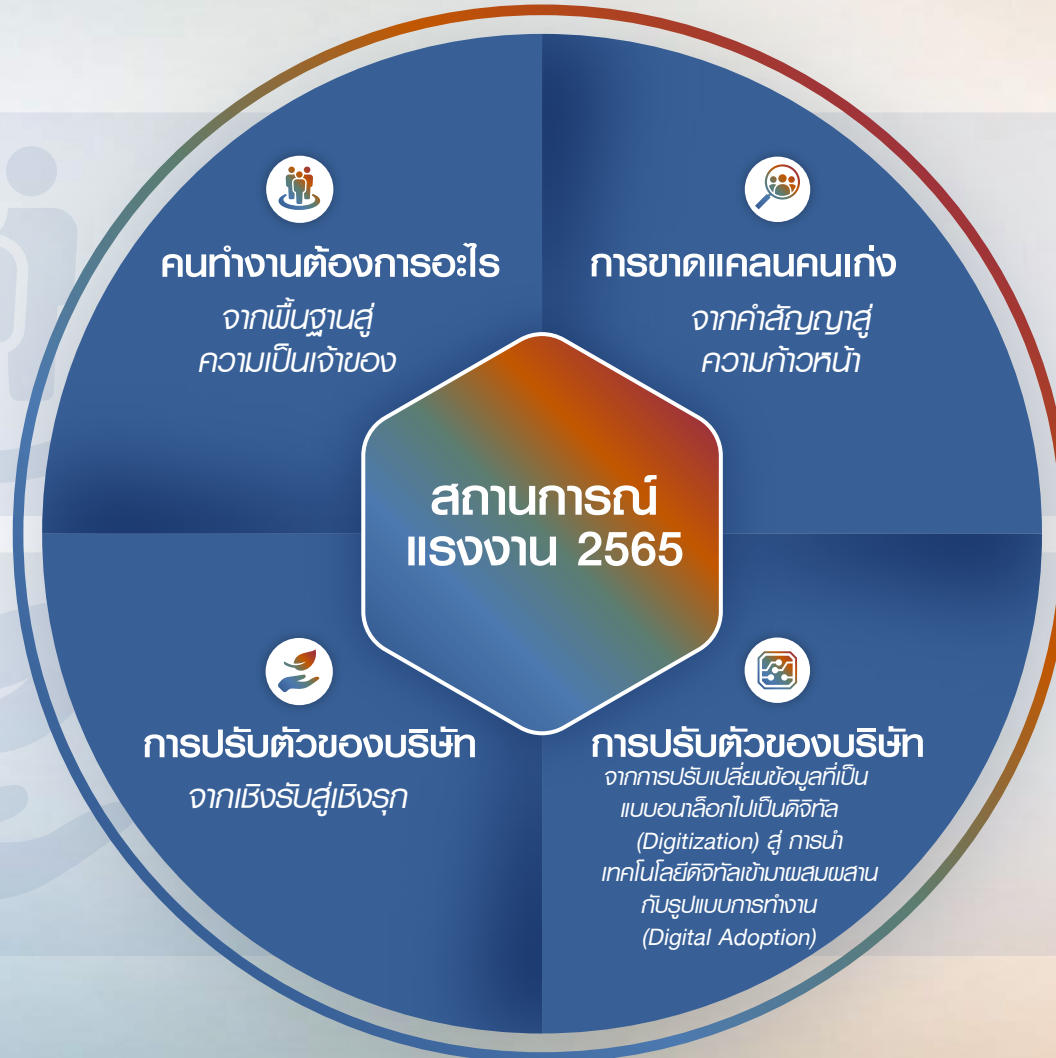 คนทำงานต้องการอะไร
จากพื้นฐานสู่
ความเป็นเจ้าของ
การขาดแคลนคนเก่ง
จากคำสัญญาสู่
ความก้าวหน้า
สถานการณ์
แรงงาน 2565
การปรับตัวของบริษัท
จากเชิงรับสู่เชิงรุก
การปรับตัวของบริษัท
จากการปรับเปลี่ยนข้อมูลที่เป็น
แบบอนาล็อกไปเป็นดิจิทัล
(Digitization) สู่ การนำ
เทคโนโลยีดิจิทัลเข้ามาผสมผสาน
กับรูปแบบการทำงาน
(Digital Adoption)